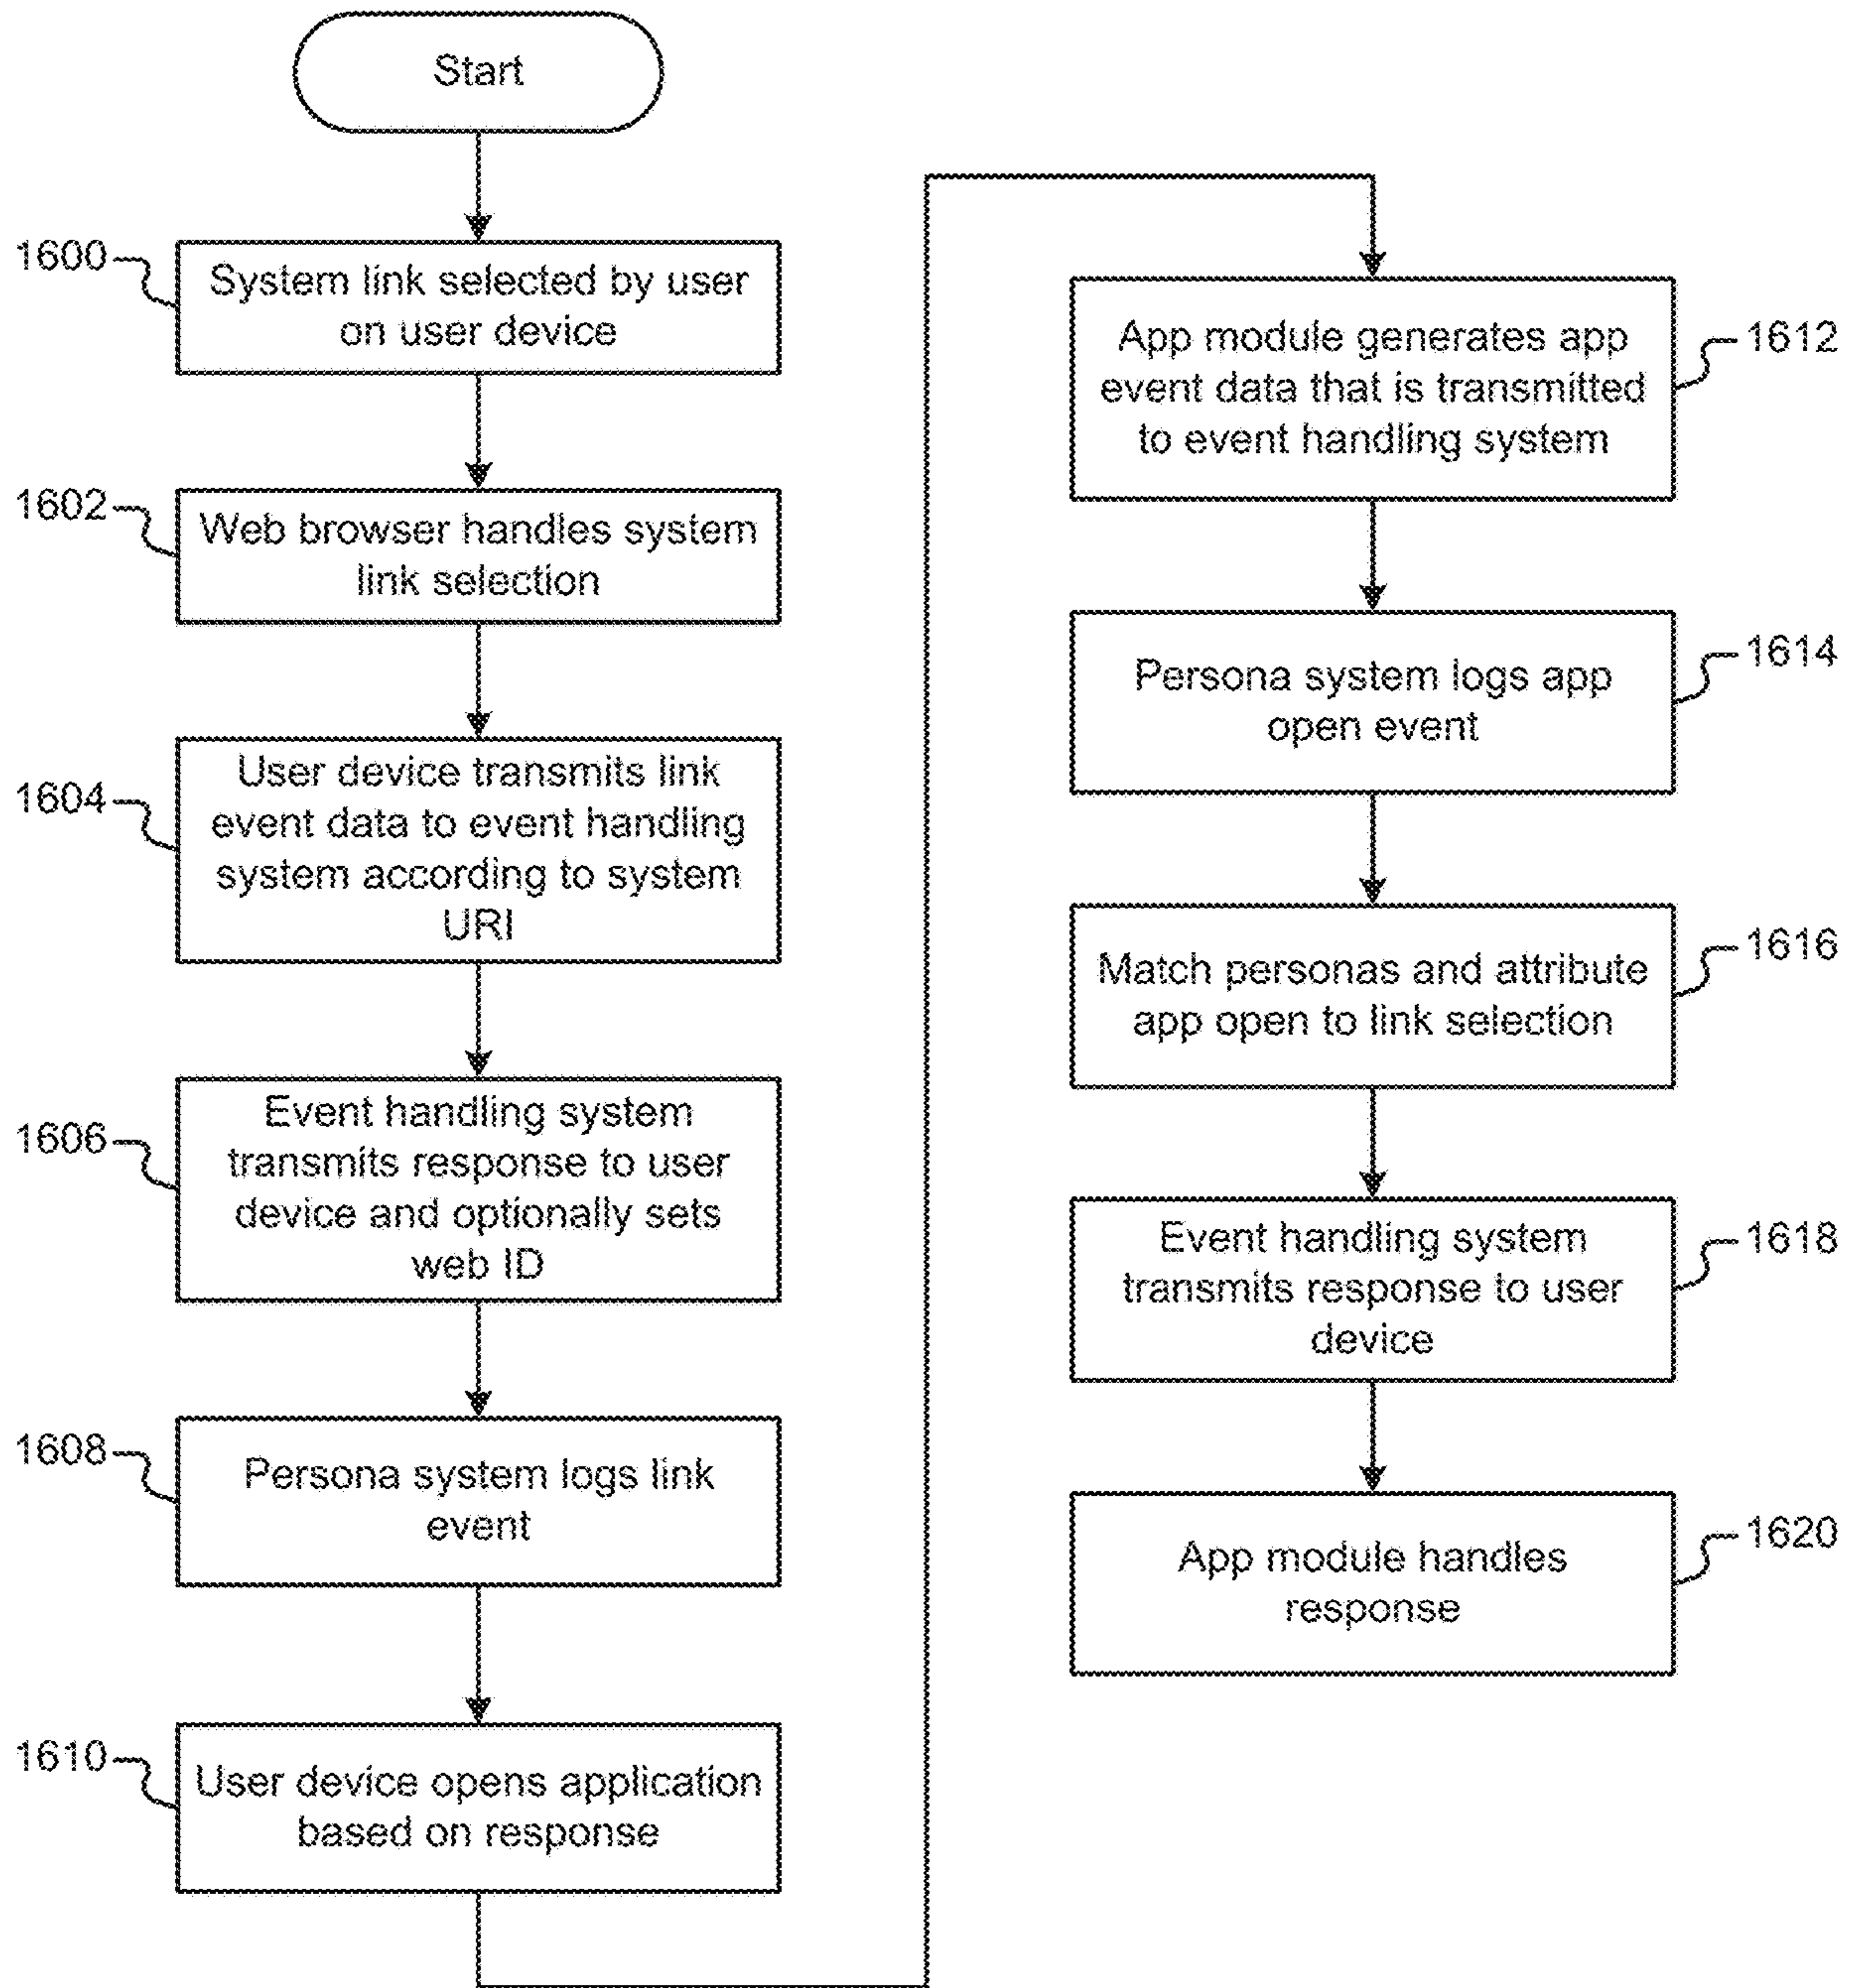 Start
1600
System link selected by user
on user device
1602
Web browser handles system
link selection
1604
User device transmits link
event data to event handling
system according to system
URI
1606
Event handling system
transmits response to user
device and optionally sets
web ID
1608
Persona system logs link
event
1610
User device opens application
based on response
1612
App module generates app
event data that is transmitted
to event handling system
1614
Persona system logs app
open event
1616
Match personas and attribute
app open to link selection
1618
Event handling system
transmits response to user
device
1620
App module handles
response